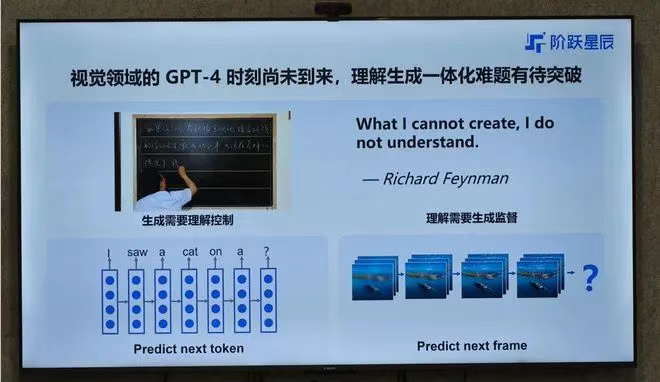 阶跃星辰
视觉领域的 GPT-4 时刻尚未到来，理解生成一体化难题有待突破
What I cannot create, I do
not understand.
— Richard Feynman
生成需要理解控制
理解需要生成监督
I saw a cat on a ?
Predict next token
?
Predict next frame